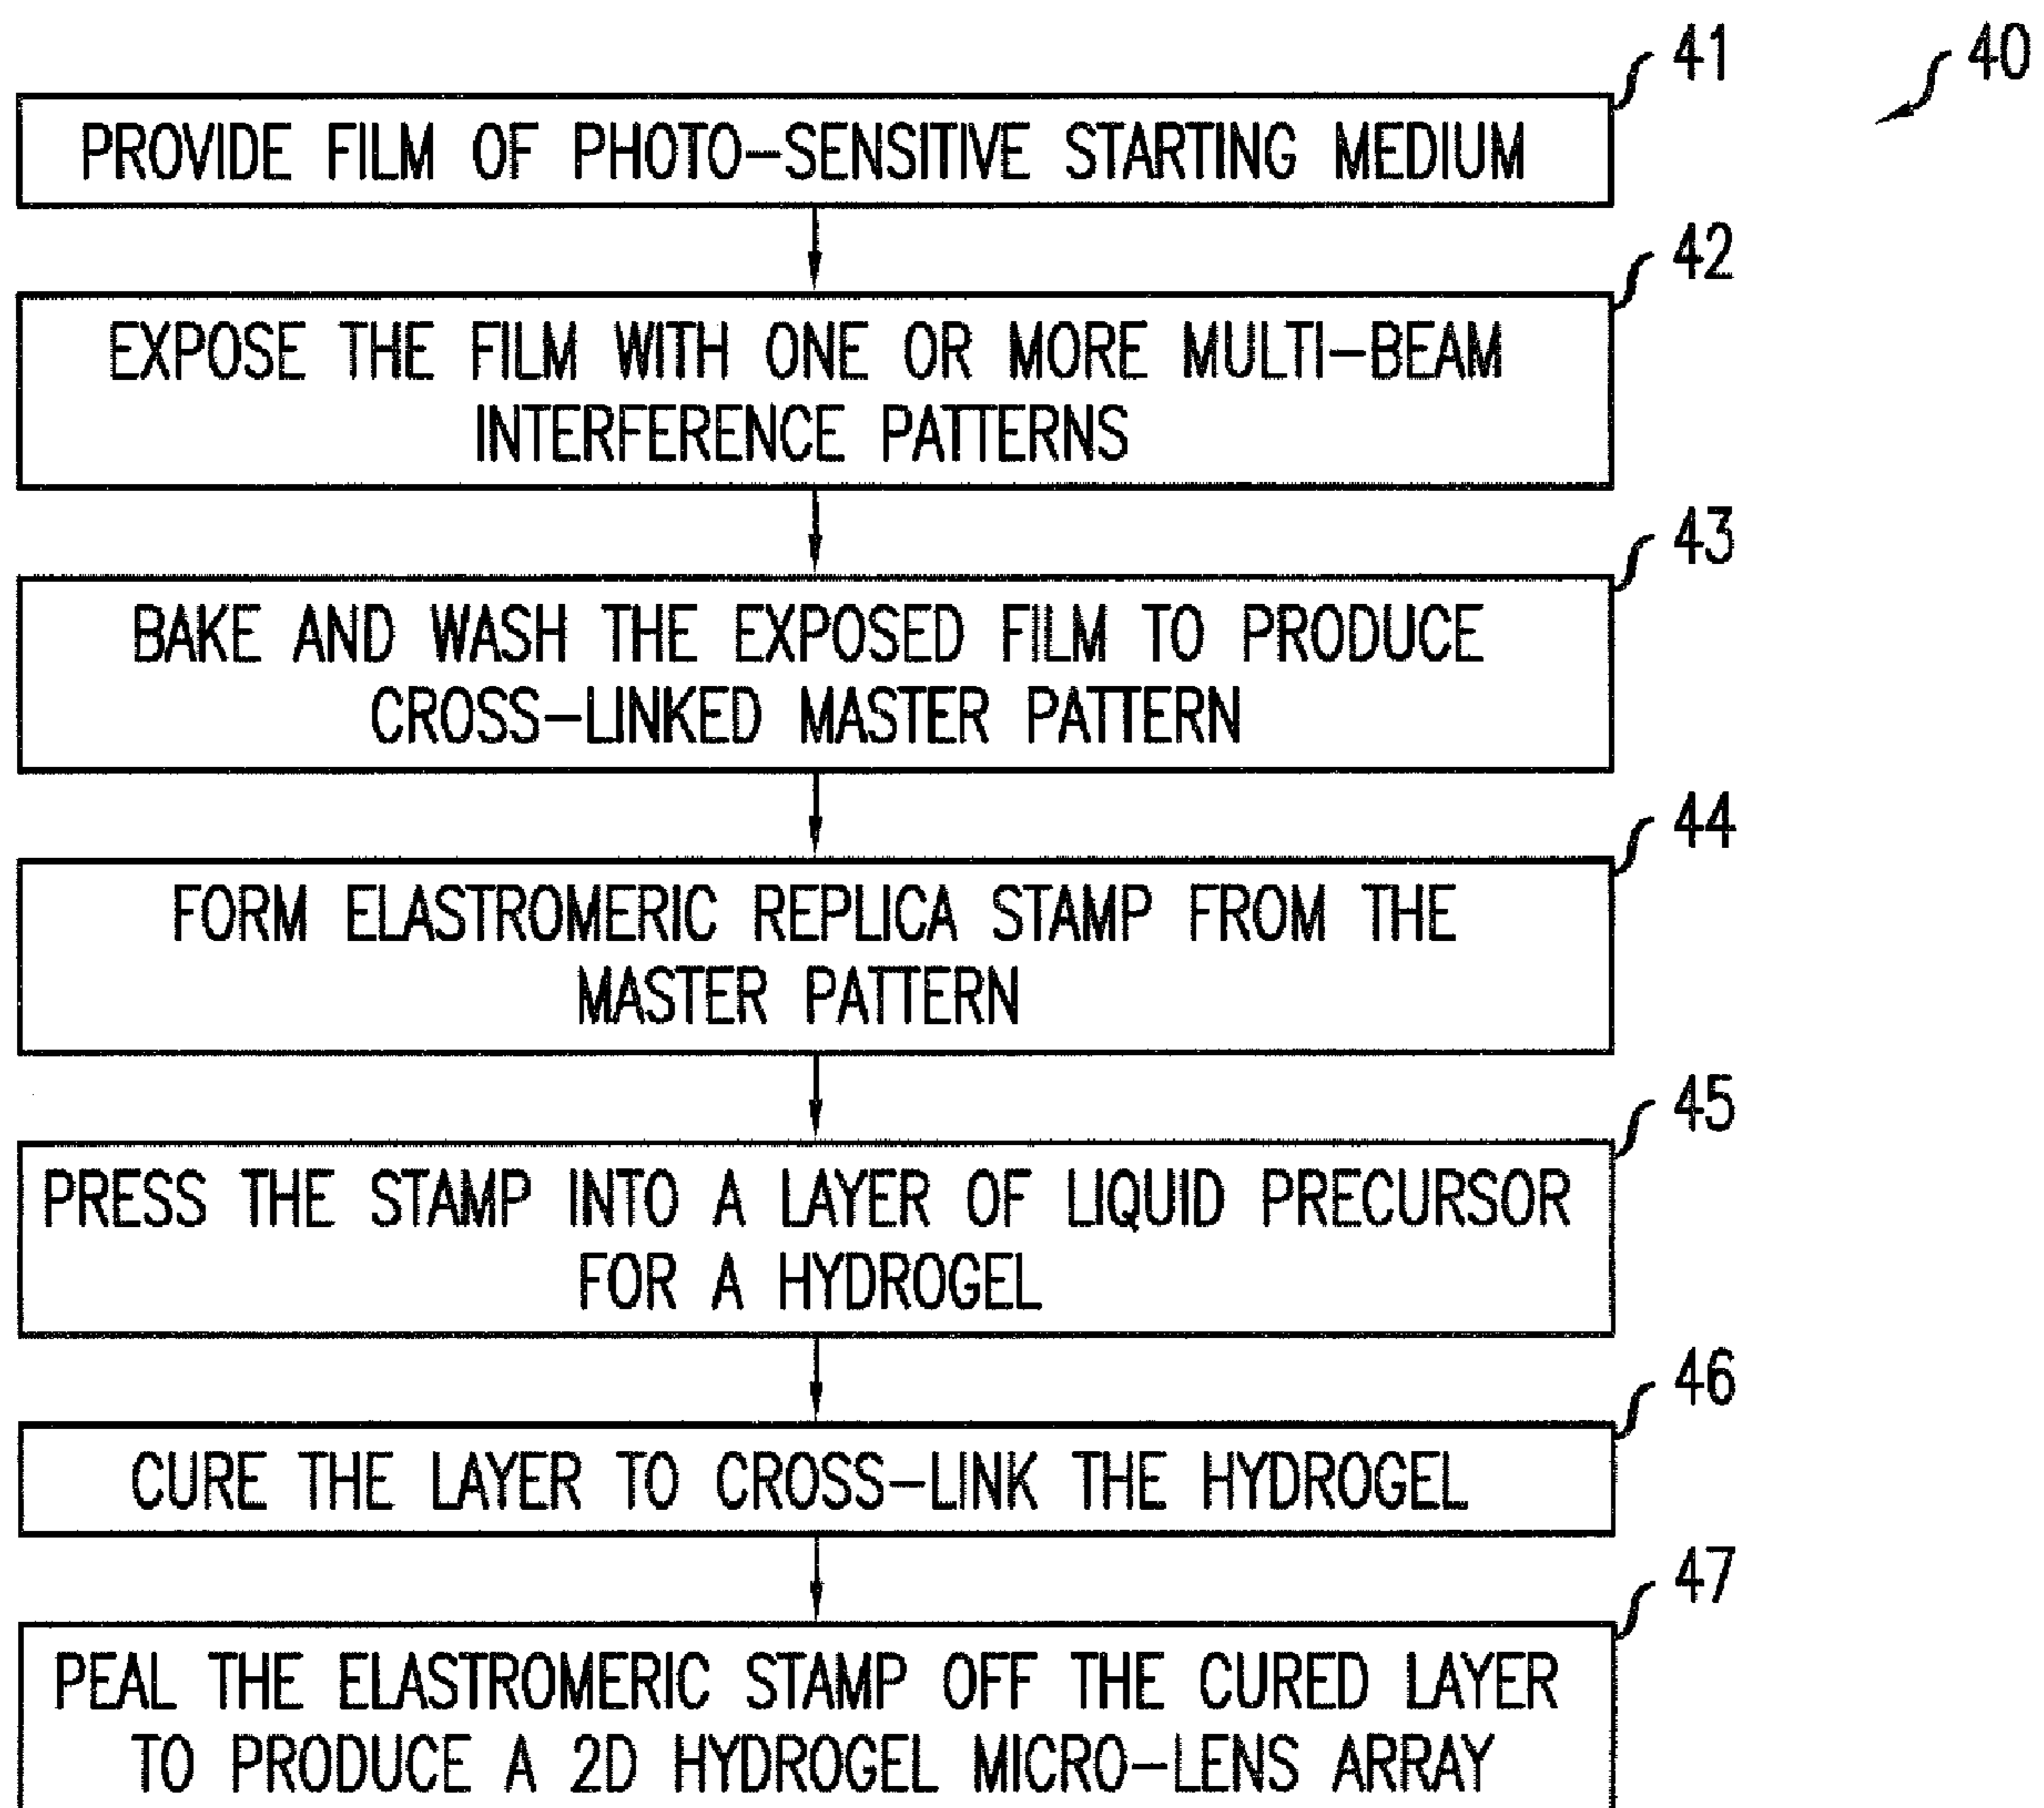 41
40
PROVIDE FILM OF PHOTO-SENSITIVE STARTING MEDIUM
42
EXPOSE THE FILM WITH ONE OR MORE MULTI-BEAM
INTERFERENCE PATTERNS
43
BAKE AND WASH THE EXPOSED FILM TO PRODUCE
CROSS-LINKED MASTER PATTERN
44
FORM ELASTROMERIC REPLICA STAMP FROM THE
MASTER PATTERN
45
PRESS THE STAMP INTO A LAYER OF LIQUID PRECURSOR
FOR A HYDROGEL
46
CURE THE LAYER TO CROSS-LINK THE HYDROGEL
47
PEAL THE ELASTROMERIC STAMP OFF THE CURED LAYER
TO PRODUCE A 2D HYDROGEL MICRO-LENS ARRAY